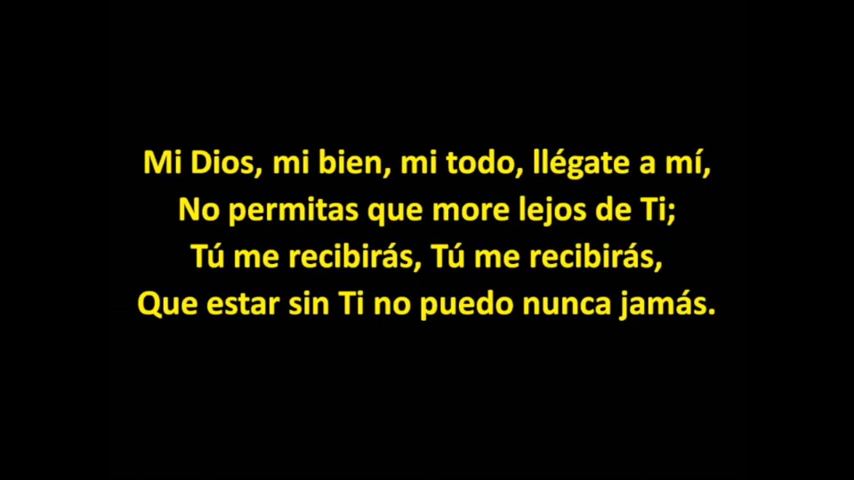 Mi Dios, mi bien, mi todo, llégate a mí,
No permitas que more lejos de Ti;
Tú me recibirás, Tú me recibirás,
Que estar sin Ti no puedo nunca jamás.